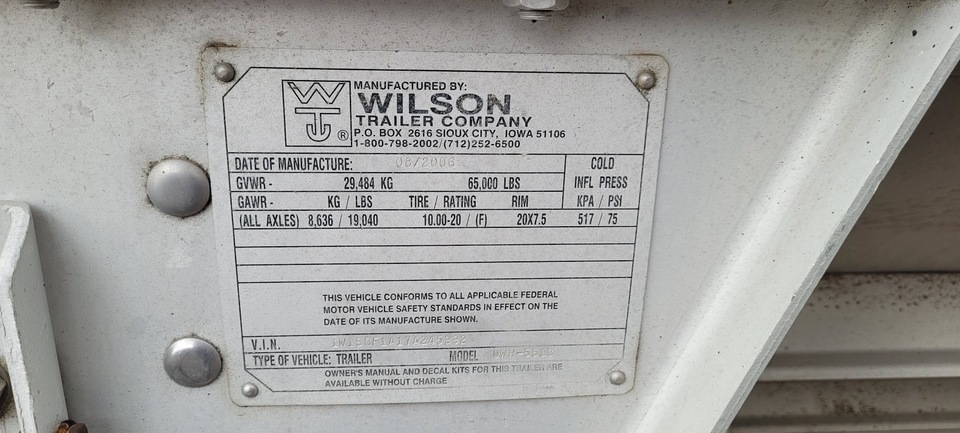 MANUFACTURED BY:
WILSON
TRAILER COMPANY
P.O. BOX 2616 SIOUX CITY, IOWA 51106
1-800-798-2002/(712)252-6500
DATE OF MANUFACTURE: 06/2006 COLD
GVWR - 29,484 KG 65,000 LBS INFL PRESS
GAWR - KG / LBS TIRE / RATING RIM KPA / PSI
(ALL AXLES) 8,636 / 19,040 10.00-20 / (F) 20X7.5 517 / 75
THIS VEHICLE CONFORMS TO ALL APPLICABLE FEDERAL
MOTOR VEHICLE SAFETY STANDARDS IN EFFECT ON THE
DATE OF ITS MANUFACTURE SHOWN.
V.I.N.
TYPE OF VEHICLE: TRAILER MODEL
OWNER'S MANUAL AND DECAL KITS FOR THIS TRAILER ARE
AVAILABLE WITHOUT CHARGE